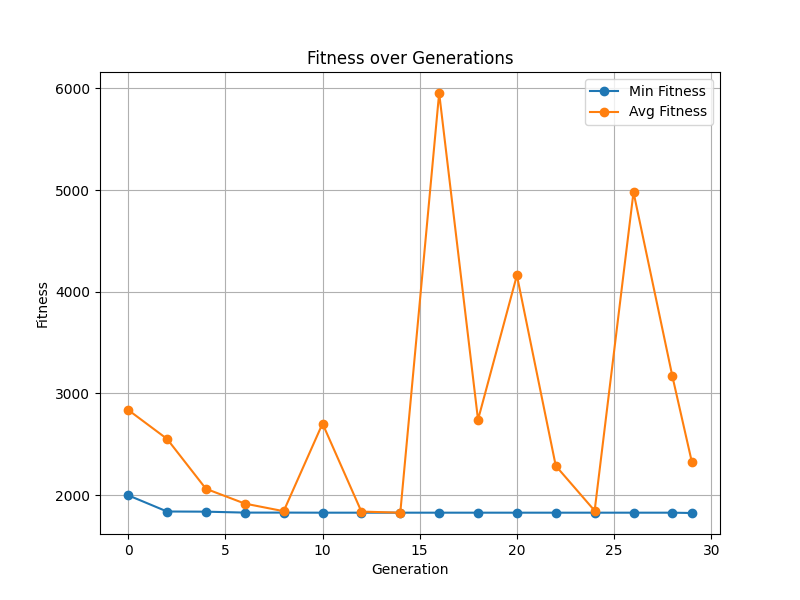 Fitness over Generations
Min Fitness
Avg Fitness
6000
5000
4000
3000
2000
Fitness
0 5 10 15 20 25 30
Generation